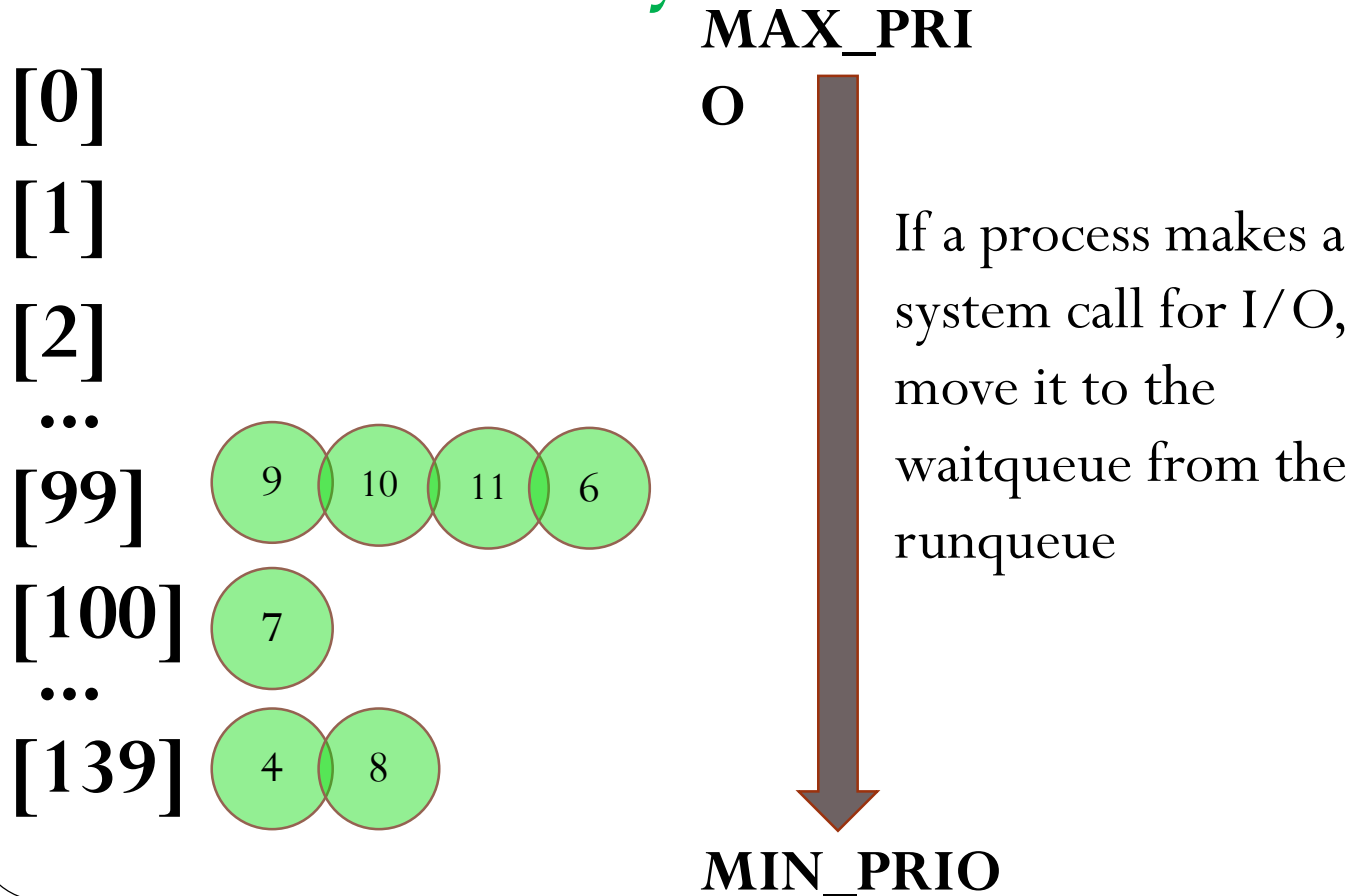 MAX_PRI
O
[0]
[1]
[2]
...
[99] 9 10 11 6
[100] 7
...
[139] 4 8
If a process makes a
system call for I/O,
move it to the
waitqueue from the
runqueue
MIN_PRIO